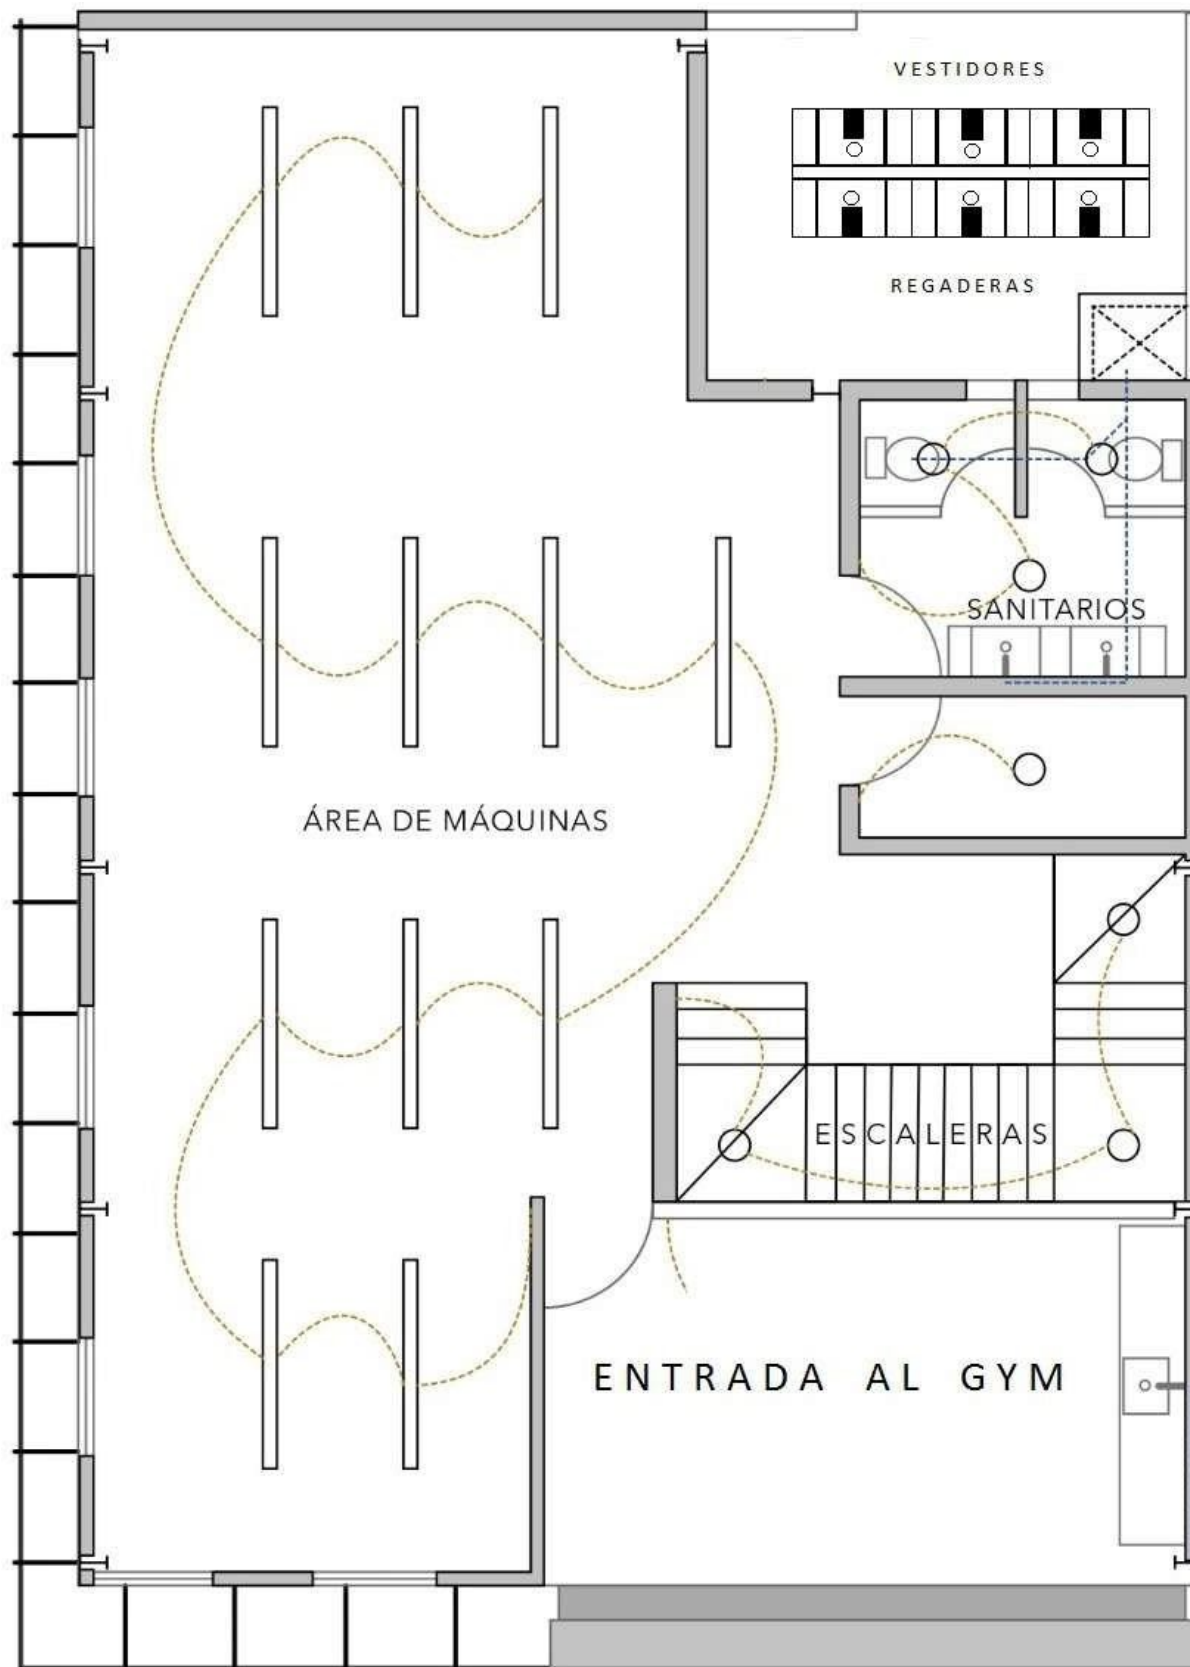 VESTIDORES
REGADERAS
SANITARIOS
ÁREA DE MÁQUINAS
ESCALERAS
ENTRADA AL GYM